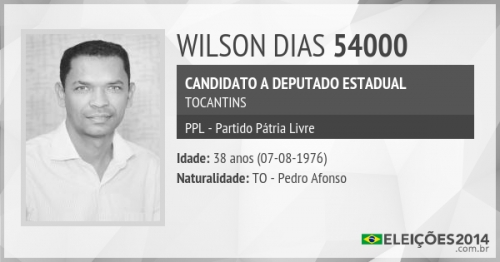 WILSON DIAS 54000
CANDIDATO A DEPUTADO ESTADUAL
TOCANTINS
PPL - Partido Pátria Livre
Idade: 38 anos (07-08-1976)
Naturalidade: TO - Pedro Afonso
ELEIÇÕES2014
.com.br